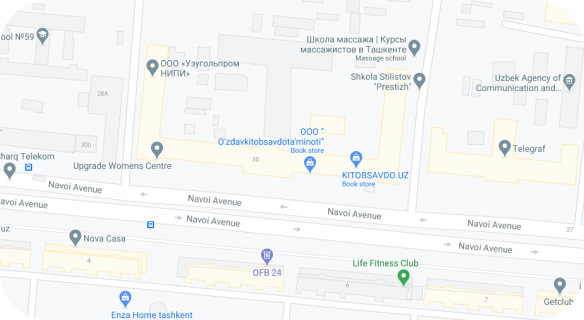 ool №59
ООО «Узугольпром
НИПИ»
Школа массажа | Курсы
массажистов в Ташкенте
Massage school
Shkola Stilistov
"Prestizh"
Uzbek Agency of
Communication and...
28A
30Б
ООО "
O'zdavkitobsavdota'minoti"
Book store
Telegraf
harq Telekom
Upgrade Womens Centre
30
KITOBSAVDO.UZ
Book store
Navoi Avenue
Navoi Avenue
Navoi Avenue
Navoi Avenue
27
Navoi Avenue
Navoi Avenue
Navoi Avenue
uz
Nova Casa
4
OFB 24
Life Fitness Club
6
7
Getclub
Enza Home tashkent